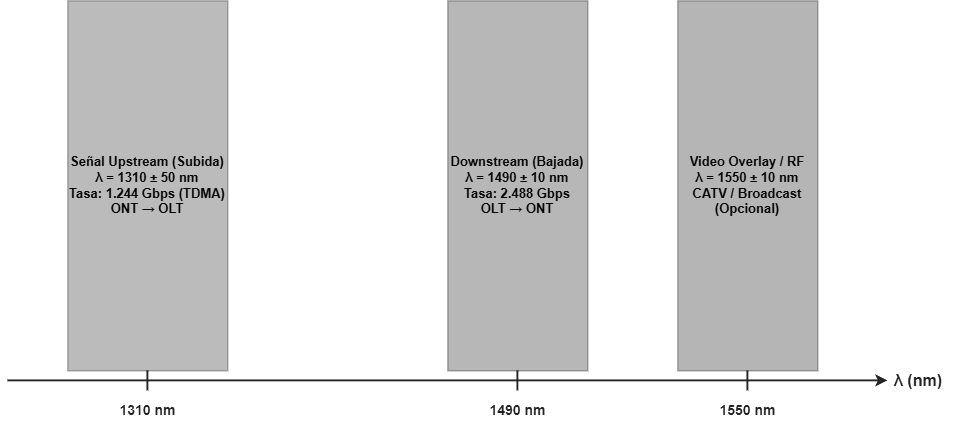 Señal Upstream (Subida)
λ = 1310 ± 50 nm
Tasa: 1.244 Gbps (TDMA)
ONT → OLT
Downstream (Bajada)
λ = 1490 ± 10 nm
Tasa: 2.488 Gbps
OLT → ONT
Video Overlay / RF
λ = 1550 ± 10 nm
CATV / Broadcast
(Opcional)
λ (nm)
1310 nm
1490 nm
1550 nm